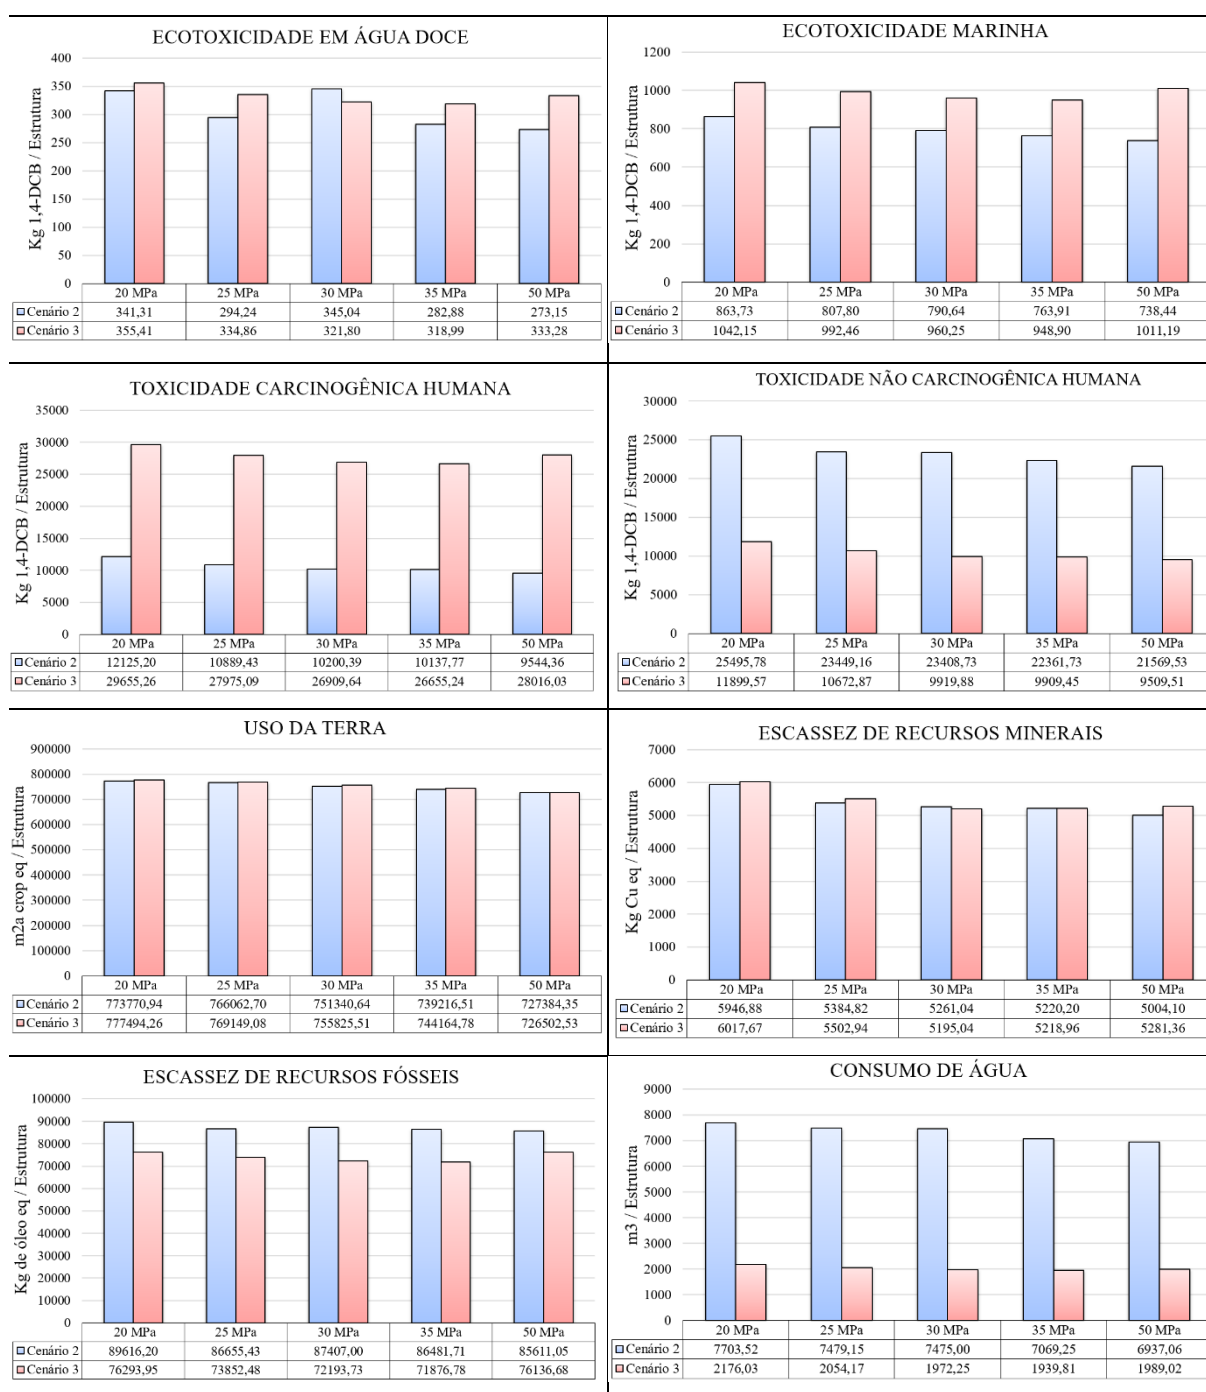 ECOTOXICIDADE EM ÁGUA DOCE
Kg 1,4-DCB / Estrutura
400
350
300
250
200
150
100
50
0
20 MPa 25 MPa 30 MPa 35 MPa 50 MPa
Cenário 2 341,31 294,24 345,04 282,88 273,15
Cenário 3 355,41 334,86 321,80 318,99 333,28
ECOTOXICIDADE MARINHA
Kg 1,4-DCB / Estrutura
1200
1000
800
600
400
200
0
20 MPa 25 MPa 30 MPa 35 MPa 50 MPa
Cenário 2 863,73 807,80 790,64 763,91 738,44
Cenário 3 1042,15 992,46 960,25 948,90 1011,19
TOXICIDADE CARCINOGÊNICA HUMANA
Kg 1,4-DCB / Estrutura
35000
30000
25000
20000
15000
10000
5000
0
20 MPa 25 MPa 30 MPa 35 MPa 50 MPa
Cenário 2 12125,20 10889,43 10200,39 10137,77 9544,36
Cenário 3 29655,26 27975,09 26909,64 26655,24 28016,03
TOXICIDADE NÃO CARCINOGÊNICA HUMANA
Kg 1,4-DCB / Estrutura
30000
25000
20000
15000
10000
5000
0
20 MPa 25 MPa 30 MPa 35 MPa 50 MPa
Cenário 2 25495,78 23449,16 23408,73 22361,73 21569,53
Cenário 3 11899,57 10672,87 9919,88 9909,45 9509,51
USO DA TERRA
m2a crop eq / Estrutura
900000
800000
700000
600000
500000
400000
300000
200000
100000
0
20 MPa 25 MPa 30 MPa 35 MPa 50 MPa
Cenário 2 773770,94 766062,70 751340,64 739216,51 727384,35
Cenário 3 777494,26 769149,08 755825,51 744164,78 726502,53
ESCASSEZ DE RECURSOS MINERAIS
Kg Cu eq / Estrutura
7000
6000
5000
4000
3000
2000
1000
0
20 MPa 25 MPa 30 MPa 35 MPa 50 MPa
Cenário 2 5946,88 5384,82 5261,04 5220,20 5004,10
Cenário 3 6017,67 5502,94 5195,04 5218,96 5281,36
ESCASSEZ DE RECURSOS FÓSSEIS
Kg de óleo eq / Estrutura
100000
90000
80000
70000
60000
50000
40000
30000
20000
10000
0
20 MPa 25 MPa 30 MPa 35 MPa 50 MPa
Cenário 2 89616,20 86655,43 87407,00 86481,71 85611,05
Cenário 3 76293,95 73852,48 72193,73 71876,78 76136,68
CONSUMO DE ÁGUA
m3 / Estrutura
9000
8000
7000
6000
5000
4000
3000
2000
1000
0
20 MPa 25 MPa 30 MPa 35 MPa 50 MPa
Cenário 2 7703,52 7479,15 7475,00 7069,25 6937,06
Cenário 3 2176,03 2054,17 1972,25 1939,81 1989,02